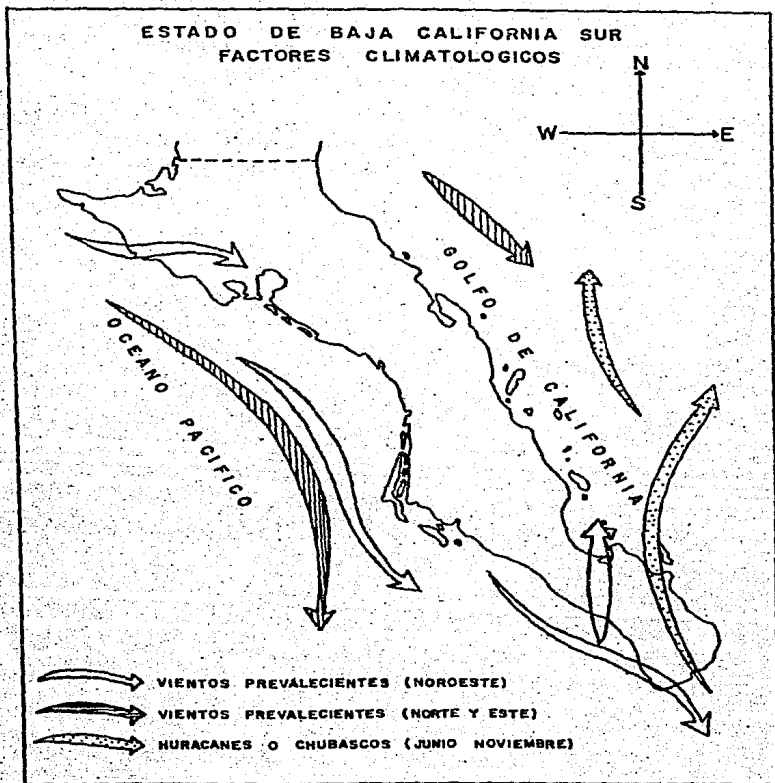 ESTADO DE BAJA CALIFORNIA SUR
FACTORES CLIMATOLOGICOS
N
W
E
S
GOLFO DE CALIFORNIA
OCEANO PACIFICO
VIENTOS PREVALECIENTES (NOROESTE)
VIENTOS PREVALECIENTES (NORTE Y ESTE)
HURACANES O CHUBASCOS (JUNIO NOVIEMBRE)